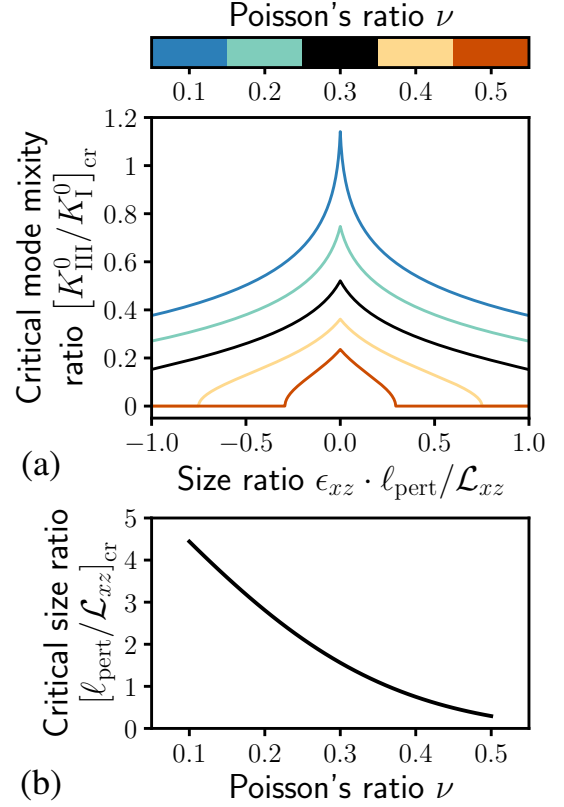 Poisson's ratio ν
0.1 0.2 0.3 0.4 0.5
Critical mode mixity
ratio [K⁰_III/K⁰_I]_cr
1.2
1
0.8
0.6
0.4
0.2
0
−1.0 −0.5 0.0 0.5 1.0
(a)
Size ratio ϵ_xz · ℓ_pert/𝓛_xz
Critical size ratio
[ℓ_pert/𝓛_xz]_cr
5
4
3
2
1
0
0.1 0.2 0.3 0.4 0.5
(b)
Poisson's ratio ν